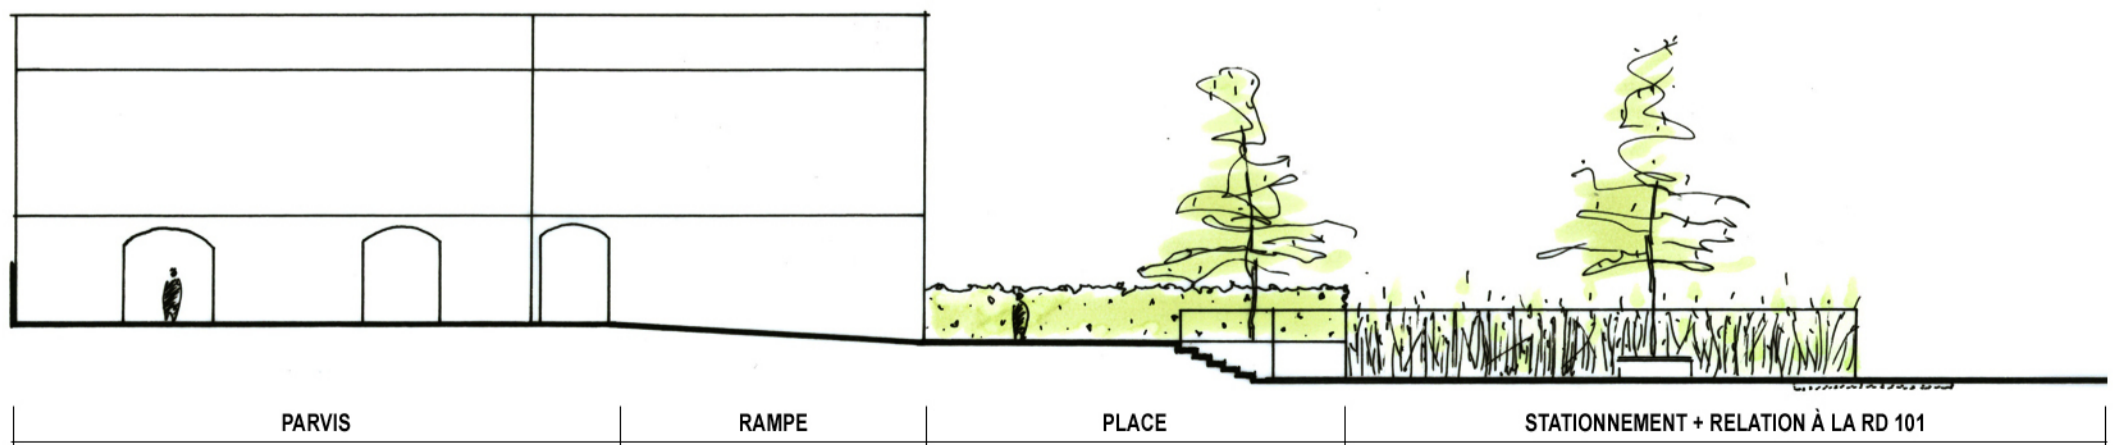 PARVIS RAMPE PLACE STATIONNEMENT + RELATION À LA RD 101